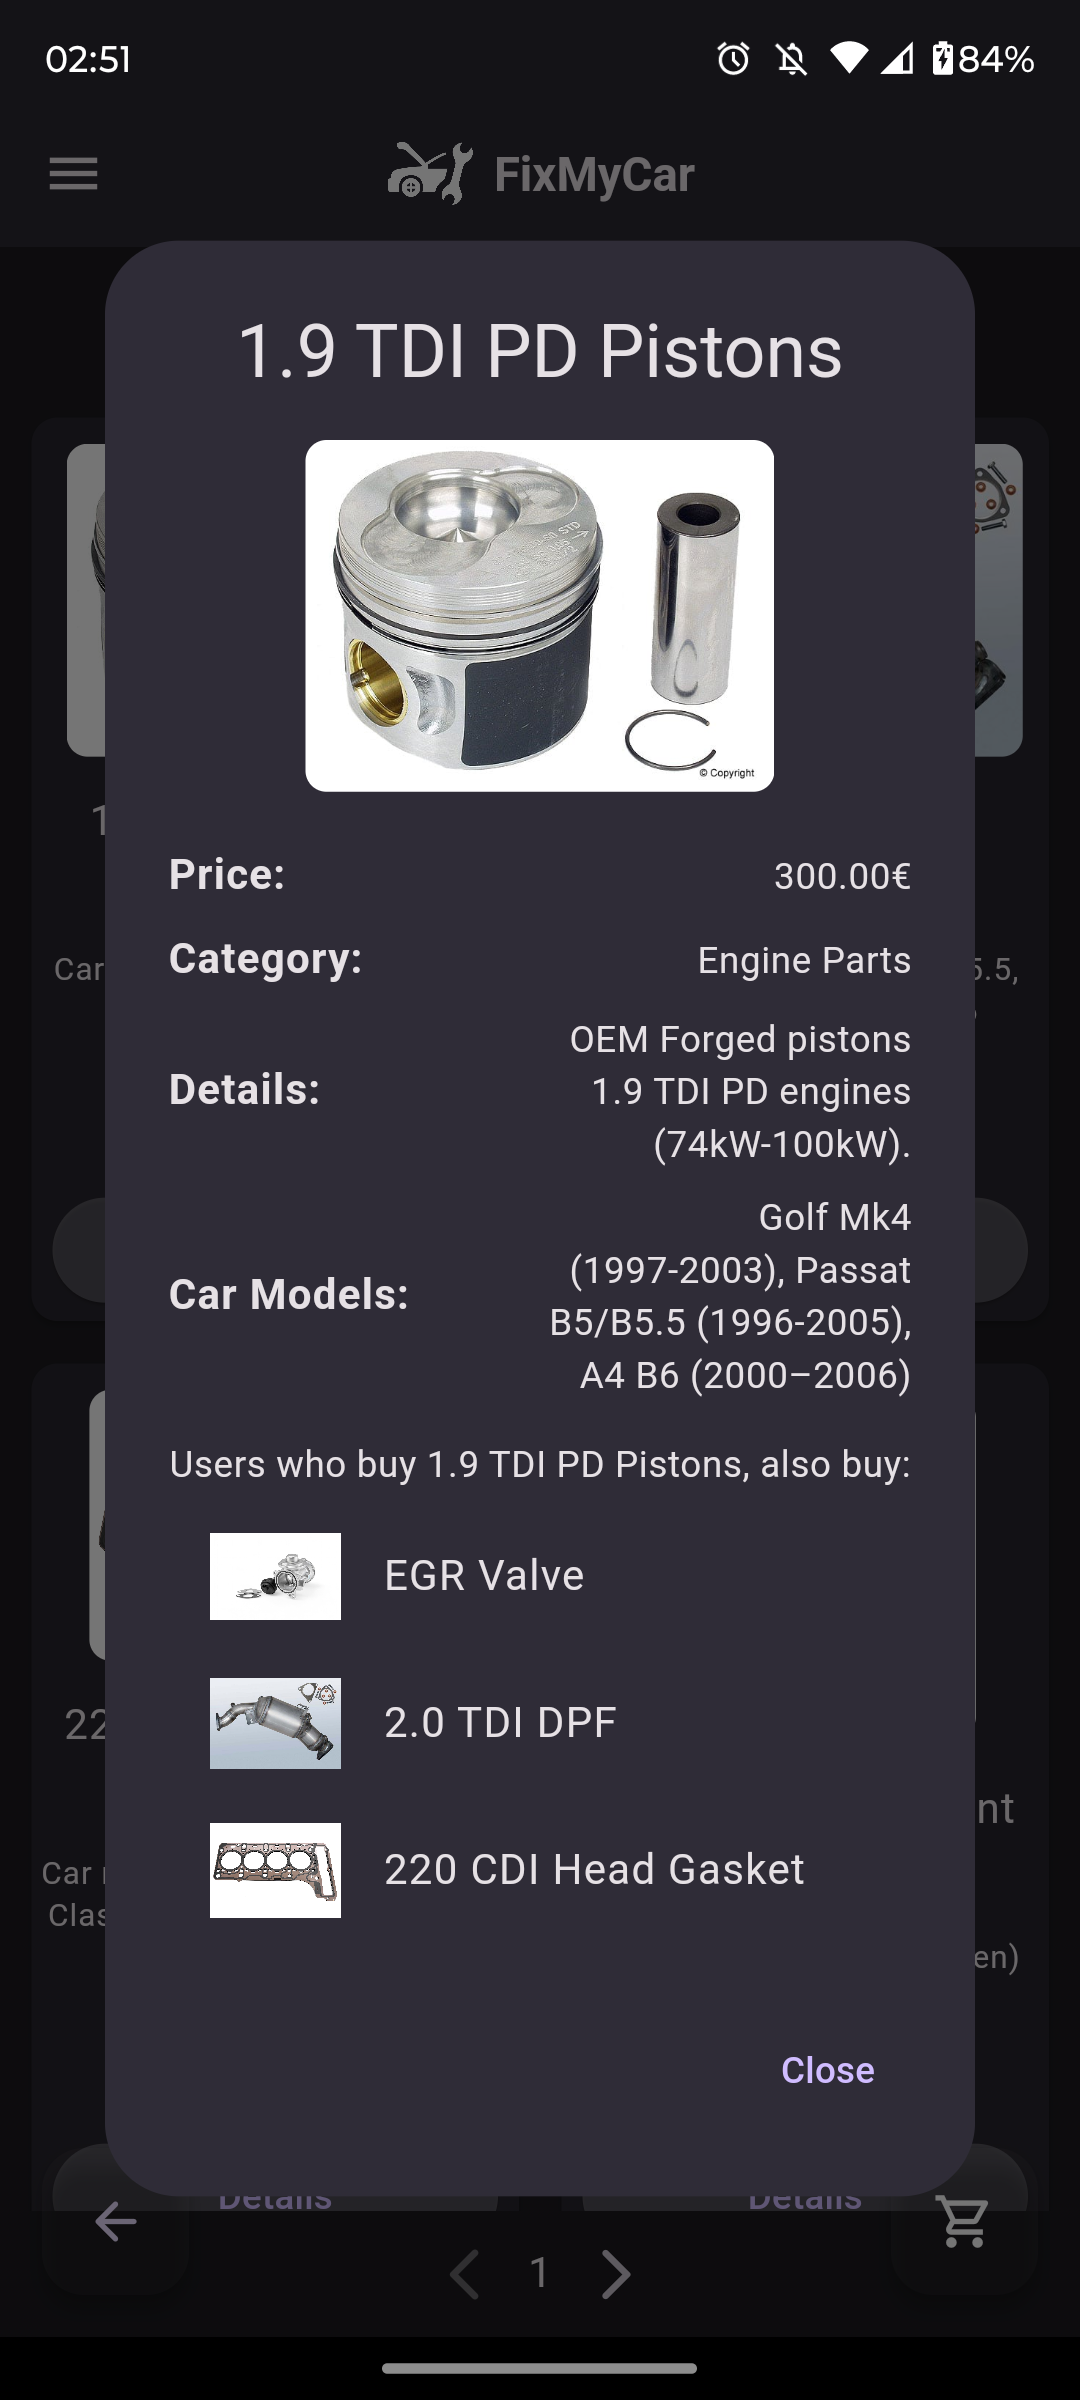 02:51
84%
FixMyCar
1.9 TDI PD Pistons
© Copyright
Price:
300.00€
Category:
Engine Parts
Details:
OEM Forged pistons
1.9 TDI PD engines
(74kW-100kW).
Car Models:
Golf Mk4
(1997-2003), Passat
B5/B5.5 (1996-2005),
A4 B6 (2000–2006)
Users who buy 1.9 TDI PD Pistons, also buy:
EGR Valve
2.0 TDI DPF
220 CDI Head Gasket
Close
Car
5.5,
22
nt
Car
Clas
en)
Details
Details
1